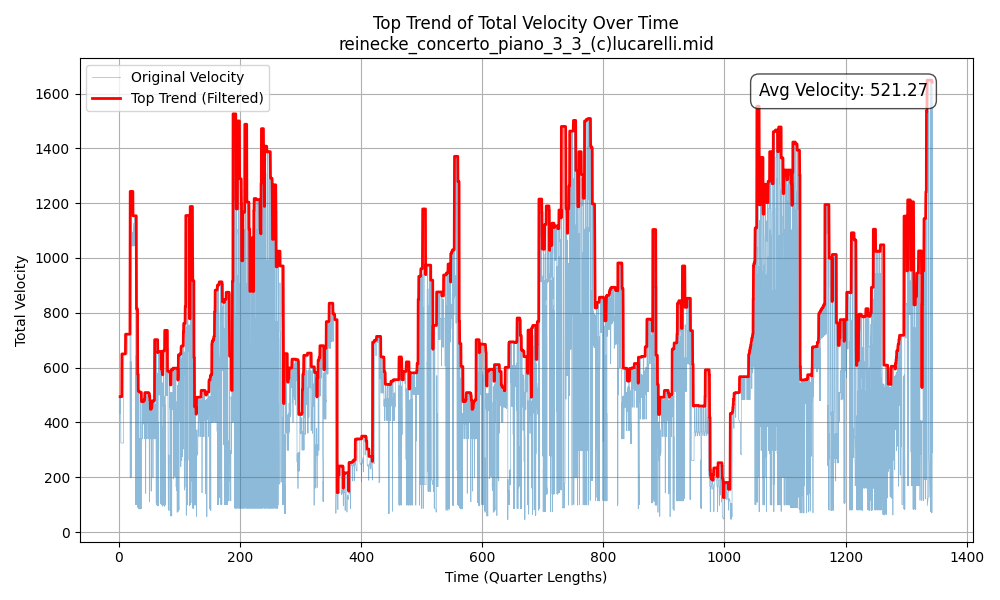 Top Trend of Total Velocity Over Time
reinecke_concerto_piano_3_3_(c)lucarelli.mid
Original Velocity
Top Trend (Filtered)
Avg Velocity: 521.27
Total Velocity
1600
1400
1200
1000
800
600
400
200
0
0 200 400 600 800 1000 1200 1400
Time (Quarter Lengths)